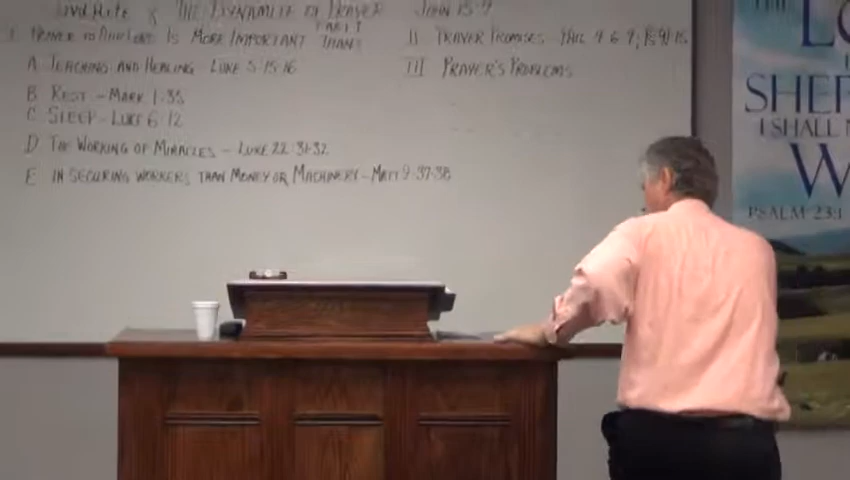 THE DYNAMITE OF PRAYER JOHN 15:7
PART I
I PRAYER TO OUR LORD IS MORE IMPORTANT THAN:
A TEACHING AND HEALING - LUKE 5:15-16
B REST - MARK 1:35
C SLEEP - LUKE 6:12
D THE WORKING OF MIRACLES - LUKE 22:31-32
E IN SECURING WORKERS THAN MONEY OR MACHINERY - MATT 9:37-38
II PRAYER PROMISES
III PRAYER'S PROBLEMS
THE
LO
SHE
I SHALL N
W
PSALM 23:1